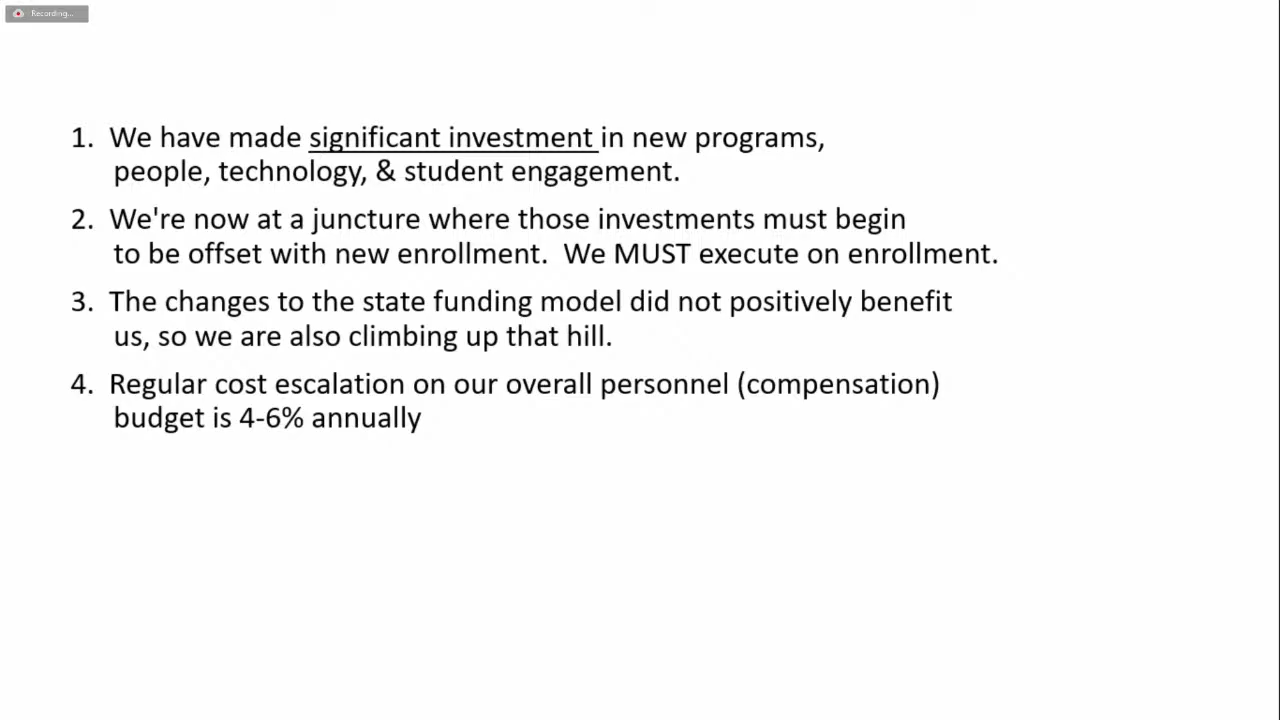 Recording...
1. We have made significant investment in new programs,
people, technology, & student engagement.
2. We're now at a juncture where those investments must begin
to be offset with new enrollment. We MUST execute on enrollment.
3. The changes to the state funding model did not positively benefit
us, so we are also climbing up that hill.
4. Regular cost escalation on our overall personnel (compensation)
budget is 4-6% annually